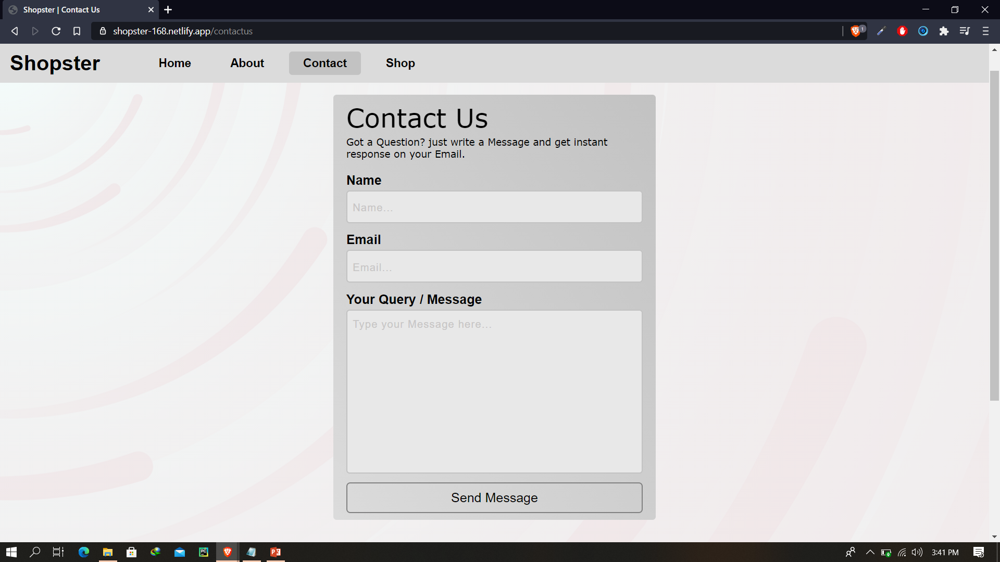 Shopster | Contact Us
shopster-168.netlify.app/contactus
1
Shopster
Home
About
Contact
Shop
Contact Us
Got a Question? just write a Message and get instant
response on your Email.
Name
Name...
Email
Email...
Your Query / Message
Type your Message here...
Send Message
PC
P
3:41 PM